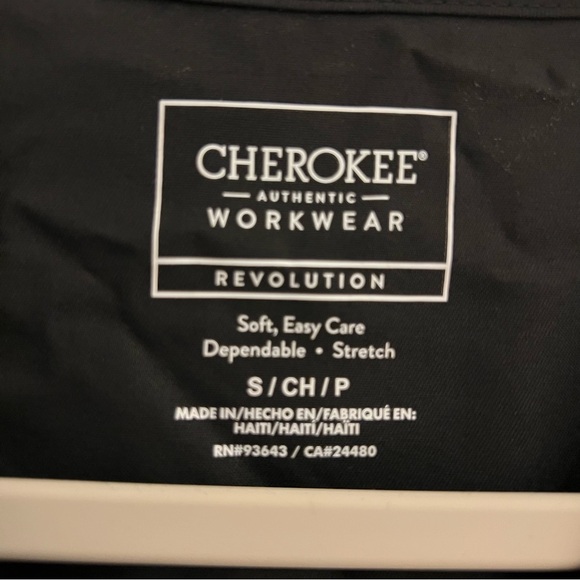 CHEROKEE®
AUTHENTIC
WORKWEAR
REVOLUTION
Soft, Easy Care
Dependable • Stretch
S/CH/P
MADE IN/HECHO EN/FABRIQUÉ EN:
HAITI/HAITÍ/HAÏTI
RN#93643 / CA#24480